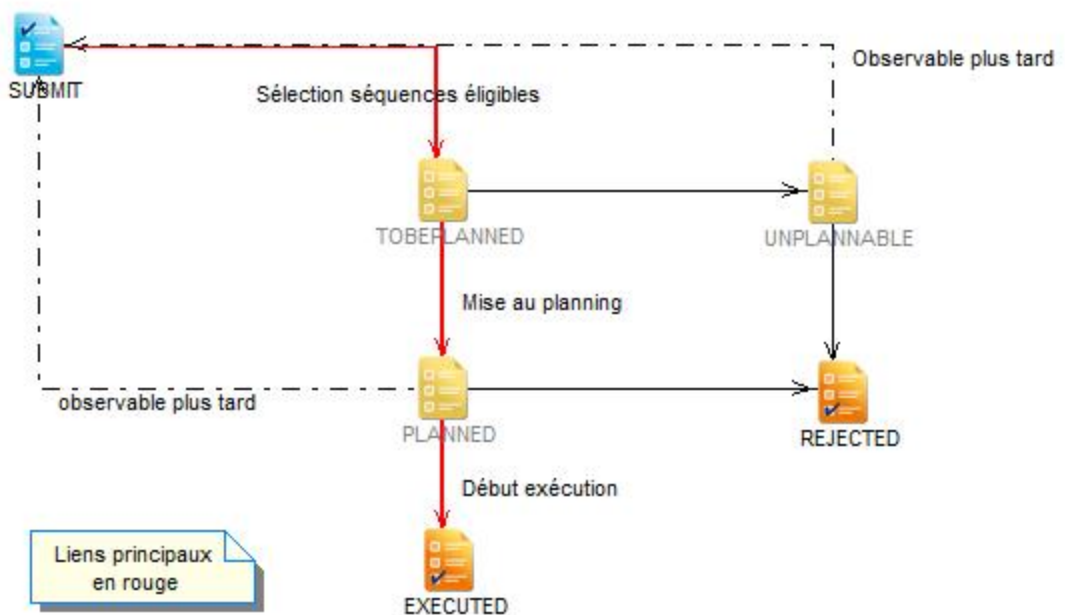 Observable plus tard
SUBMIT
Sélection séquences éligibles
TOBEPLANNED
UNPLANNABLE
Mise au planning
observable plus tard
PLANNED
REJECTED
Début exécution
Liens principaux
en rouge
EXECUTED